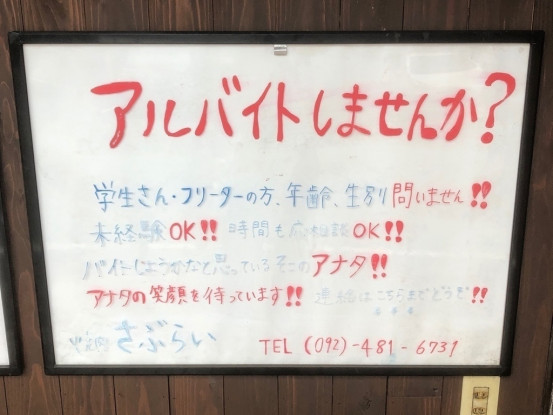 アルバイトしませんか?
学生さん・フリーターの方、年齢、生別問いません!!
未経験OK!! 時間も応相談OK!!
バイトしようかなと思っているそこのアナタ!!
アナタの笑顔を待っています!! 連絡はこちらまでどうぞ!!
さぶらい
TEL (092)-481-6731